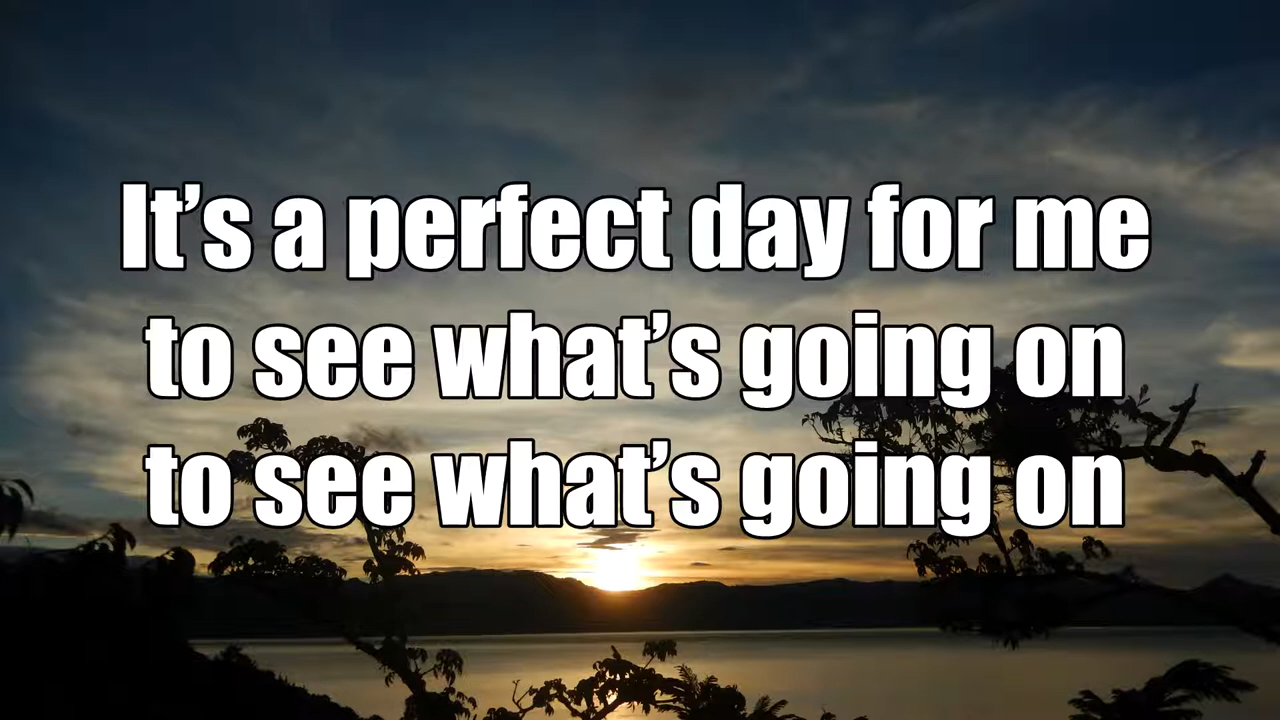 It’s a perfect day for me
to see what’s going on
to see what’s going on